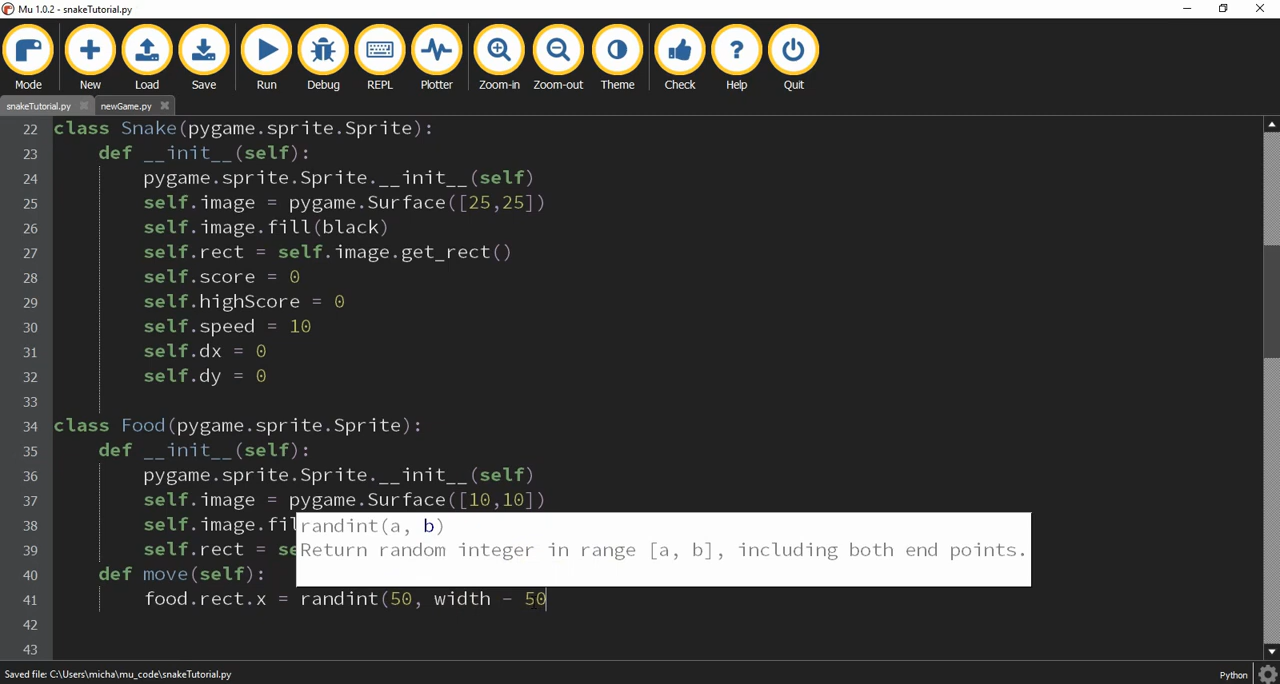 Mu 1.0.2 - snakeTutorial.py
Mode New Load Save Run Debug REPL Plotter Zoom-in Zoom-out Theme Check Help Quit
snakeTutorial.py newGame.py
22 class Snake(pygame.sprite.Sprite):
23 def __init__(self):
24 pygame.sprite.Sprite.__init__(self)
25 self.image = pygame.Surface([25,25])
26 self.image.fill(black)
27 self.rect = self.image.get_rect()
28 self.score = 0
29 self.highScore = 0
30 self.speed = 10
31 self.dx = 0
32 self.dy = 0
33
34 class Food(pygame.sprite.Sprite):
35 def __init__(self):
36 pygame.sprite.Sprite.__init__(self)
37 self.image = pygame.Surface([10,10])
38 self.image.fil randint(a, b)
39 self.rect = se Return random integer in range [a, b], including both end points.
40 def move(self):
41 food.rect.x = randint(50, width - 50
42
43
Saved file: C:\Users\micha\mu_code\snakeTutorial.py Python